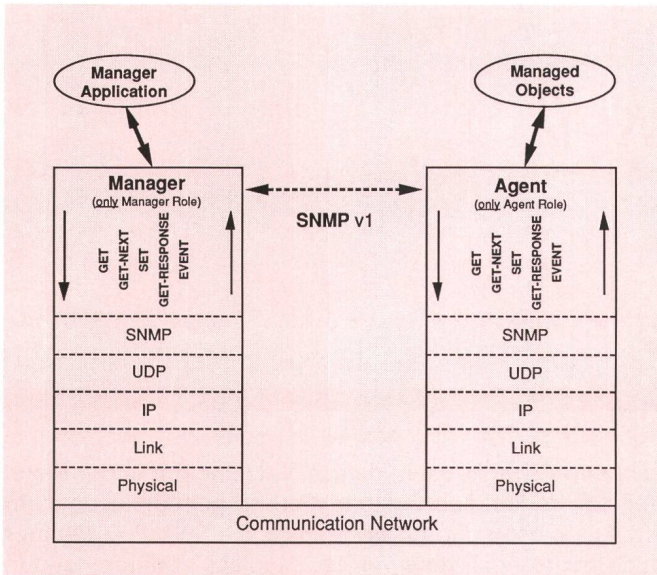 Manager
Application
Managed
Objects
Manager
(only Manager Role)
GET
GET-NEXT
SET
GET-RESPONSE
EVENT
SNMP
UDP
IP
Link
Physical
SNMP v1
Agent
(only Agent Role)
GET
GET-NEXT
SET
GET-RESPONSE
EVENT
SNMP
UDP
IP
Link
Physical
Communication Network